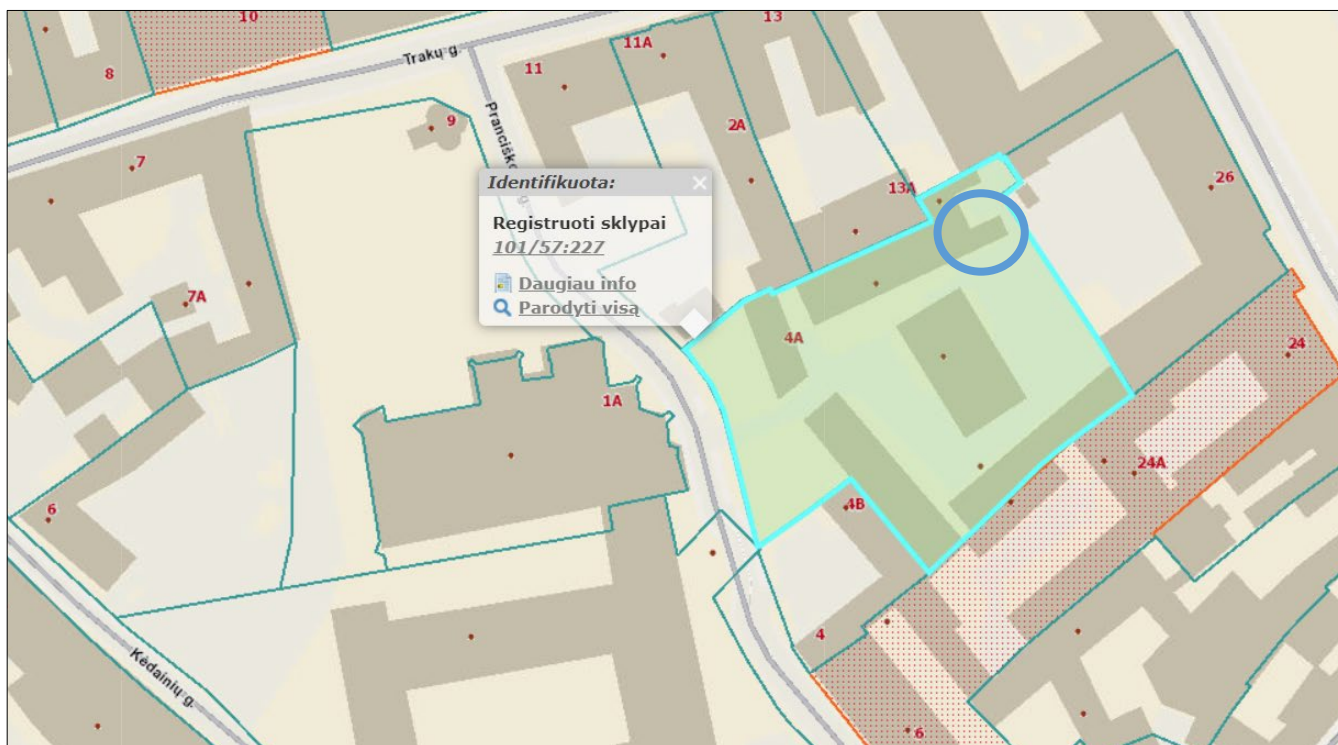 10
13
11A
8
Trakų g.
11
Pranciško
g.
9
2A
7
Identifikuota:
Registruoti sklypai
101/57:227
Daugiau info
Parodyti visą
13A
26
7A
4A
24
1A
24A
6
4B
4
Kėdainių g.
6